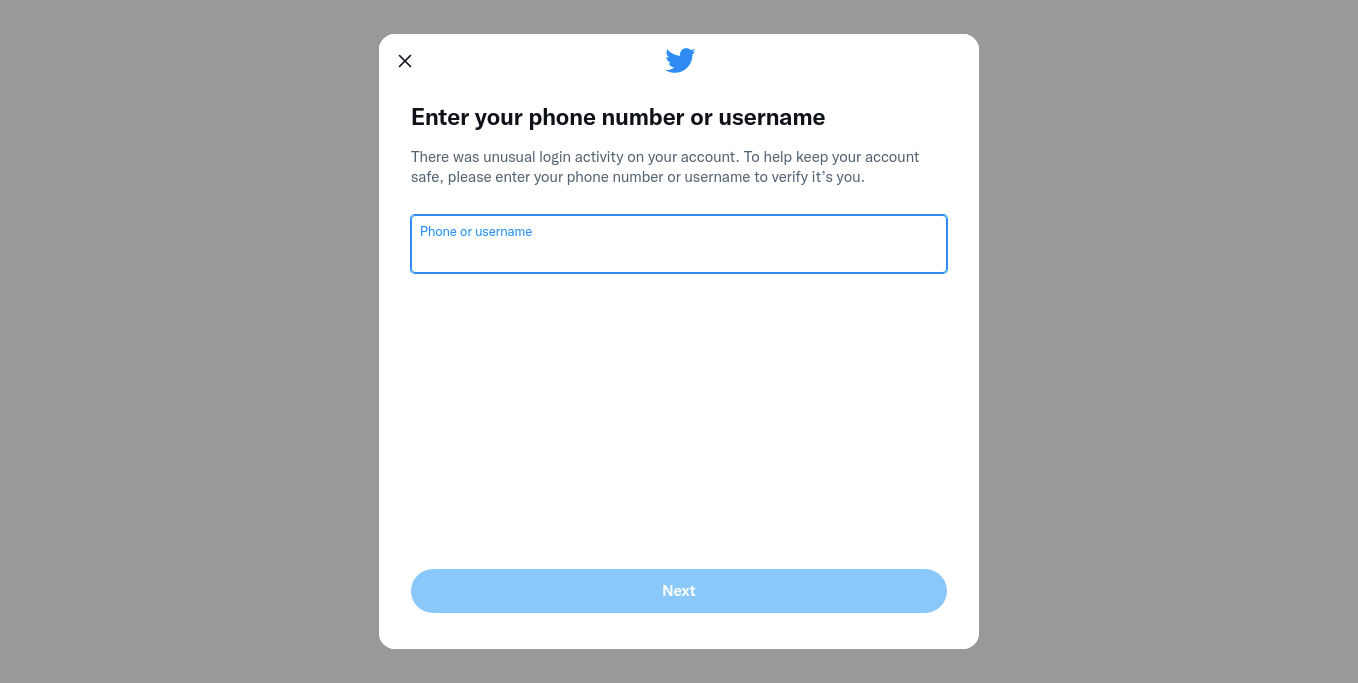 Enter your phone number or username
There was unusual login activity on your account. To help keep your account
safe, please enter your phone number or username to verify it’s you.
Phone or username
Next